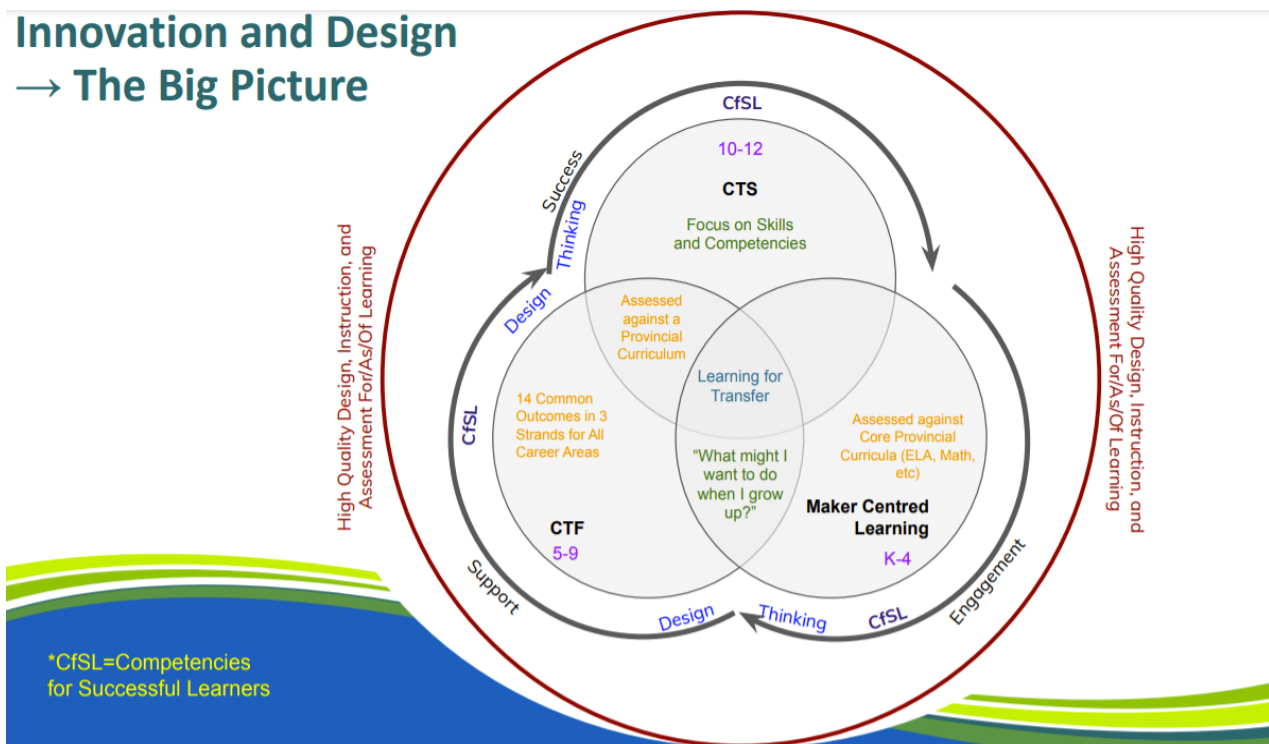 Innovation and Design
→ The Big Picture
CfSL
10-12
CTS
Focus on Skills
and Competencies
Success
Thinking
Design
CfSL
High Quality Design, Instruction, and
Assessment For/As/Of Learning
High Quality Design, Instruction, and
Assessment For/As/Of Learning
Assessed
against a
Provincial
Curriculum
Learning for
Transfer
14 Common
Outcomes in 3
Strands for All
Career Areas
Assessed against
Core Provincial
Curricula (ELA, Math,
etc)
“What might I
want to do
when I grow
up?”
CTF
5-9
Maker Centred
Learning
K-4
Support
Design
Thinking
CfSL
Engagement
*CfSL=Competencies
for Successful Learners